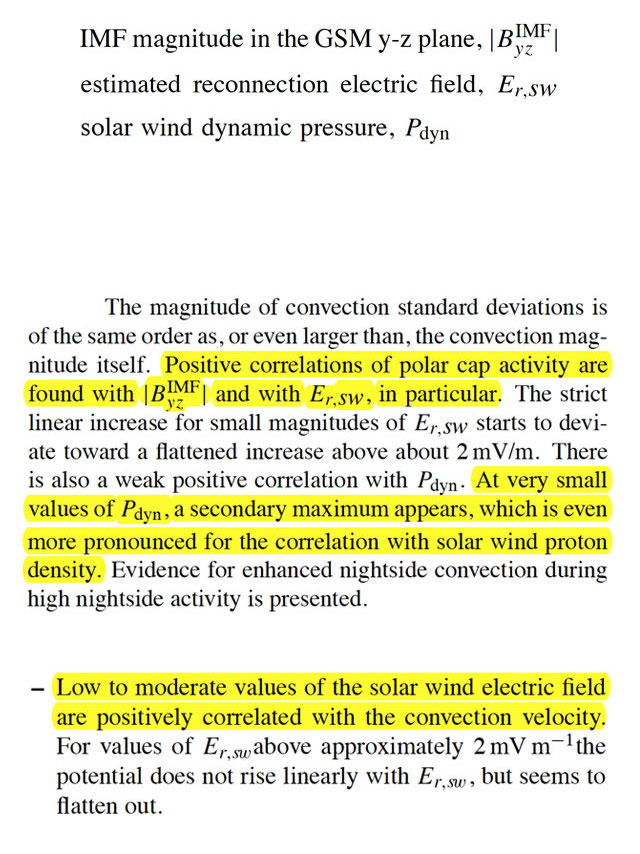 IMF magnitude in the GSM y-z plane, |B_{yz}^{IMF}|
estimated reconnection electric field, E_{r,sw}
solar wind dynamic pressure, P_{dyn}
The magnitude of convection standard deviations is
of the same order as, or even larger than, the convection mag-
nitude itself. Positive correlations of polar cap activity are
found with |B_{yz}^{IMF}| and with E_{r,sw}, in particular. The strict
linear increase for small magnitudes of E_{r,sw} starts to devi-
ate toward a flattened increase above about 2 mV/m. There
is also a weak positive correlation with P_{dyn}. At very small
values of P_{dyn}, a secondary maximum appears, which is even
more pronounced for the correlation with solar wind proton
density. Evidence for enhanced nightside convection during
high nightside activity is presented.
– Low to moderate values of the solar wind electric field
are positively correlated with the convection velocity.
For values of E_{r,sw} above approximately 2 mV m^{−1} the
potential does not rise linearly with E_{r,sw}, but seems to
flatten out.